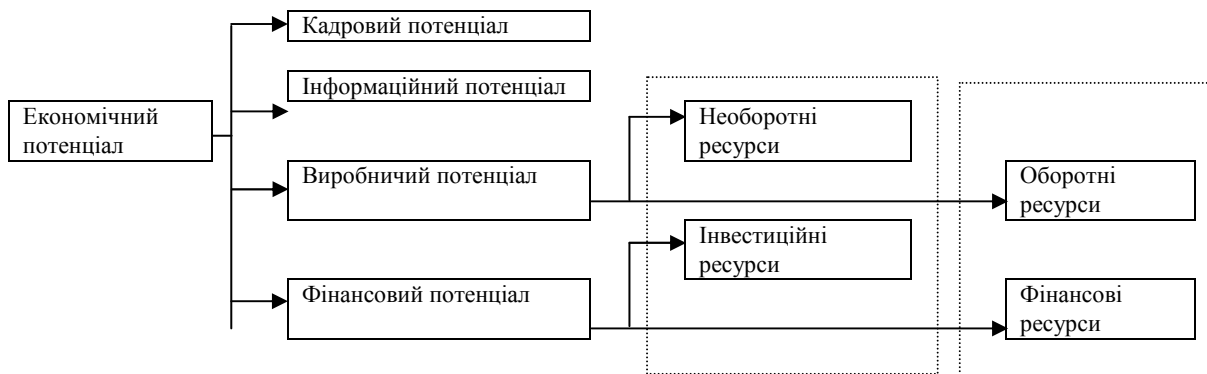 Кадровий потенціал
Інформаційний потенціал
Економічний
потенціал
Необоротні
ресурси
Виробничий потенціал
Оборотні
ресурси
Інвестиційні
ресурси
Фінансовий потенціал
Фінансові
ресурси